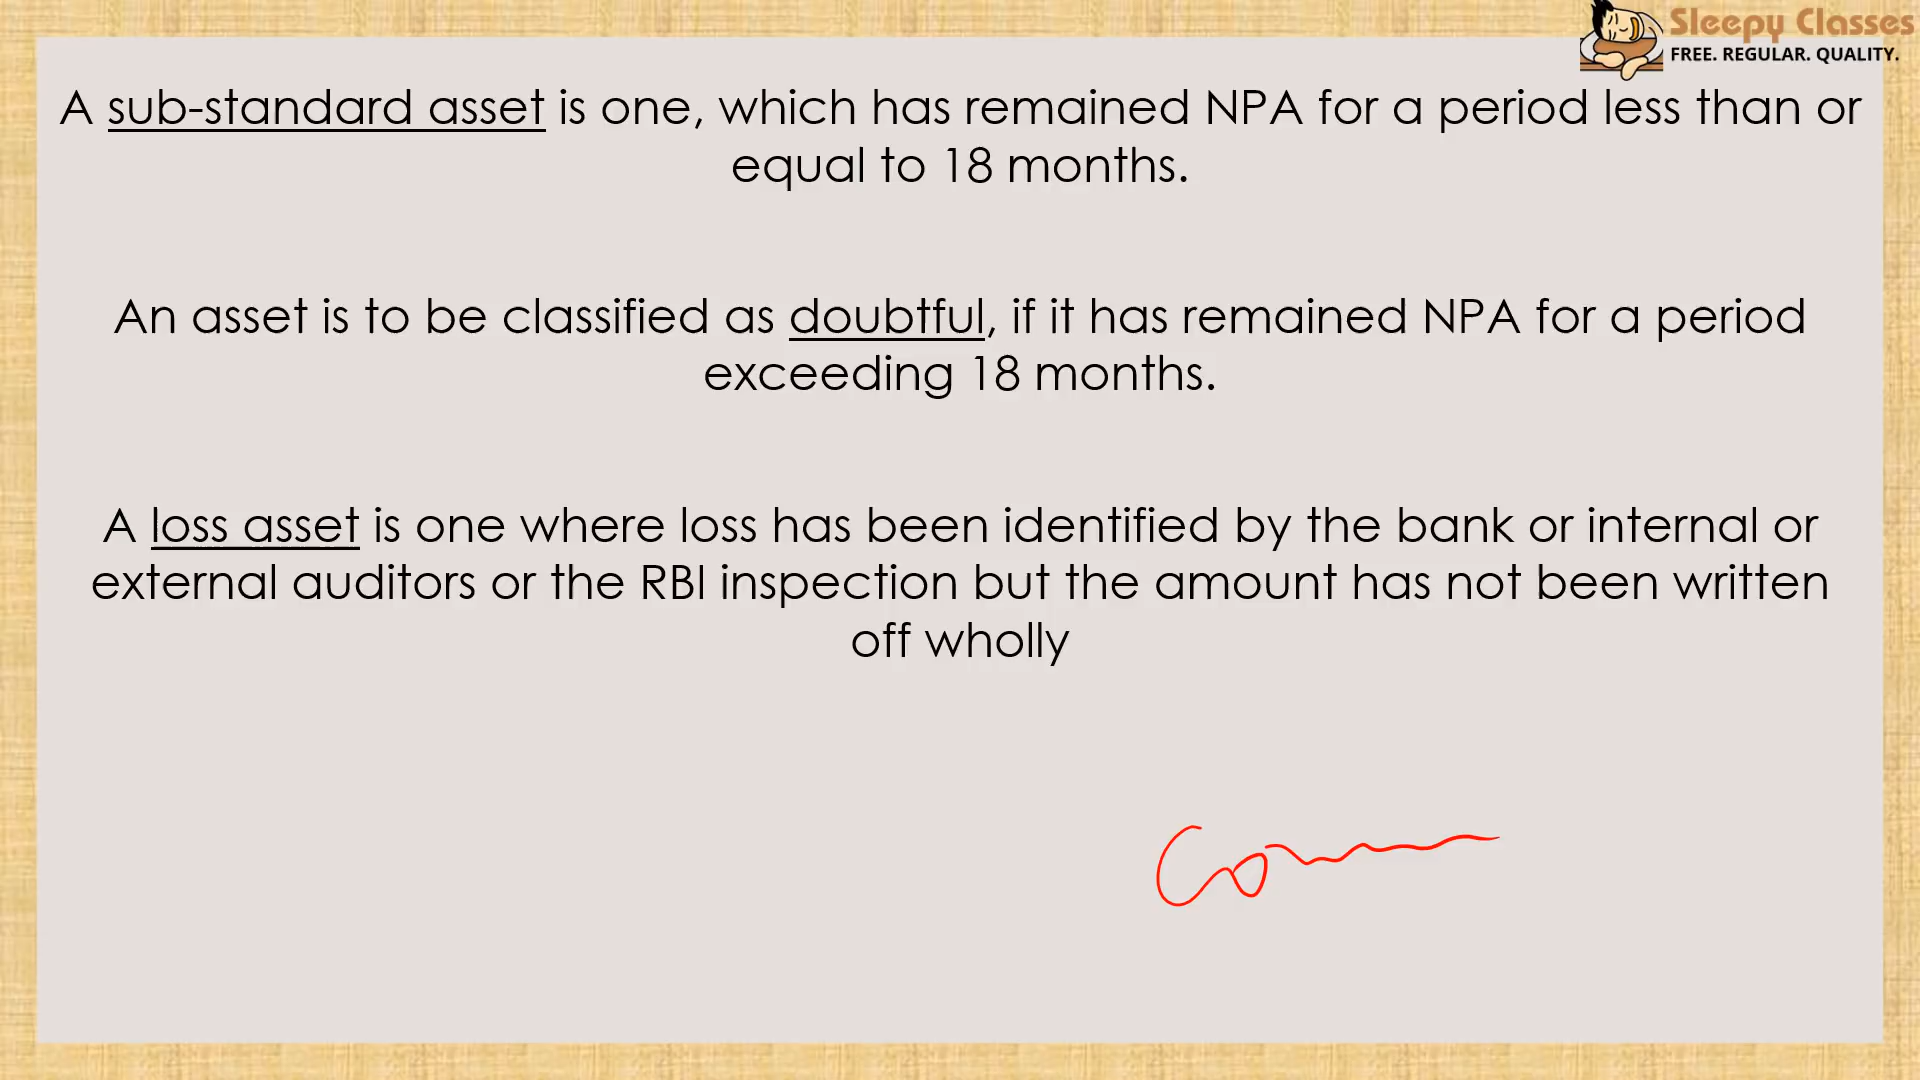 Sleepy Classes
FREE. REGULAR. QUALITY.
A sub-standard asset is one, which has remained NPA for a period less than or
equal to 18 months.
An asset is to be classified as doubtful, if it has remained NPA for a period
exceeding 18 months.
A loss asset is one where loss has been identified by the bank or internal or
external auditors or the RBI inspection but the amount has not been written
off wholly